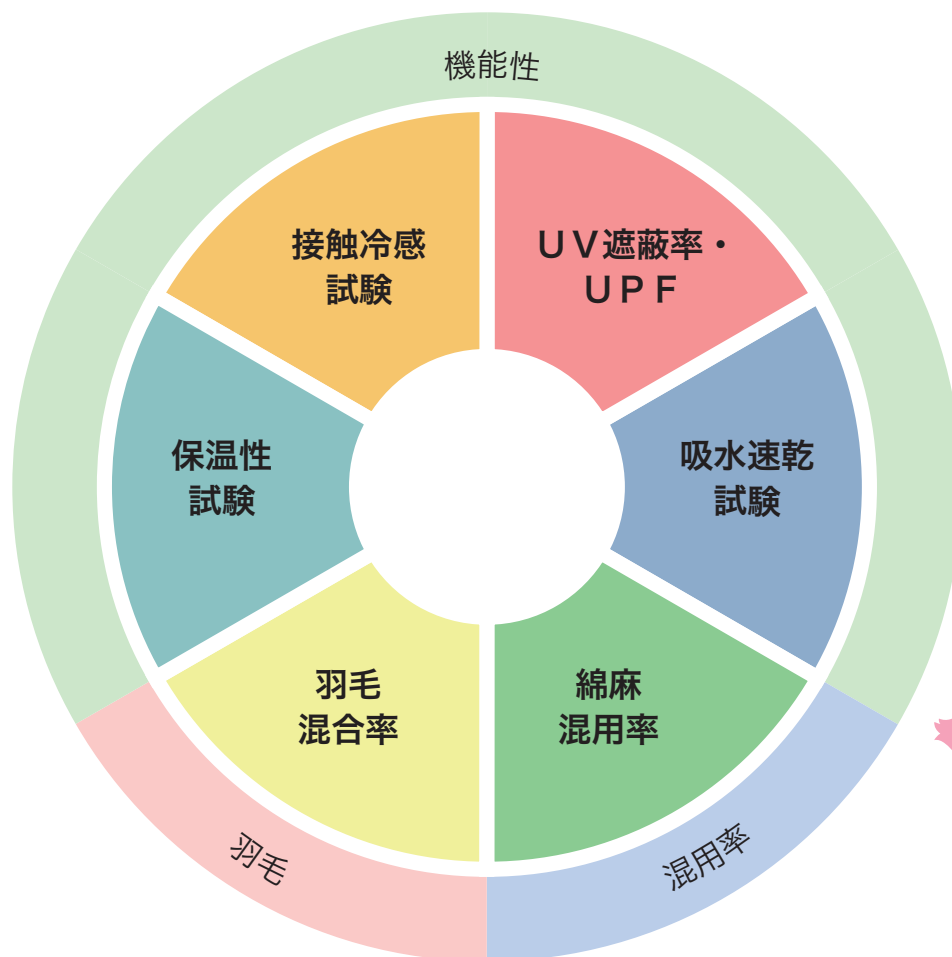 機能性
接触冷感
試験
ＵＶ遮蔽率・
ＵＰＦ
保温性
試験
吸水速乾
試験
羽毛
混合率
綿麻
混用率
羽毛
混用率